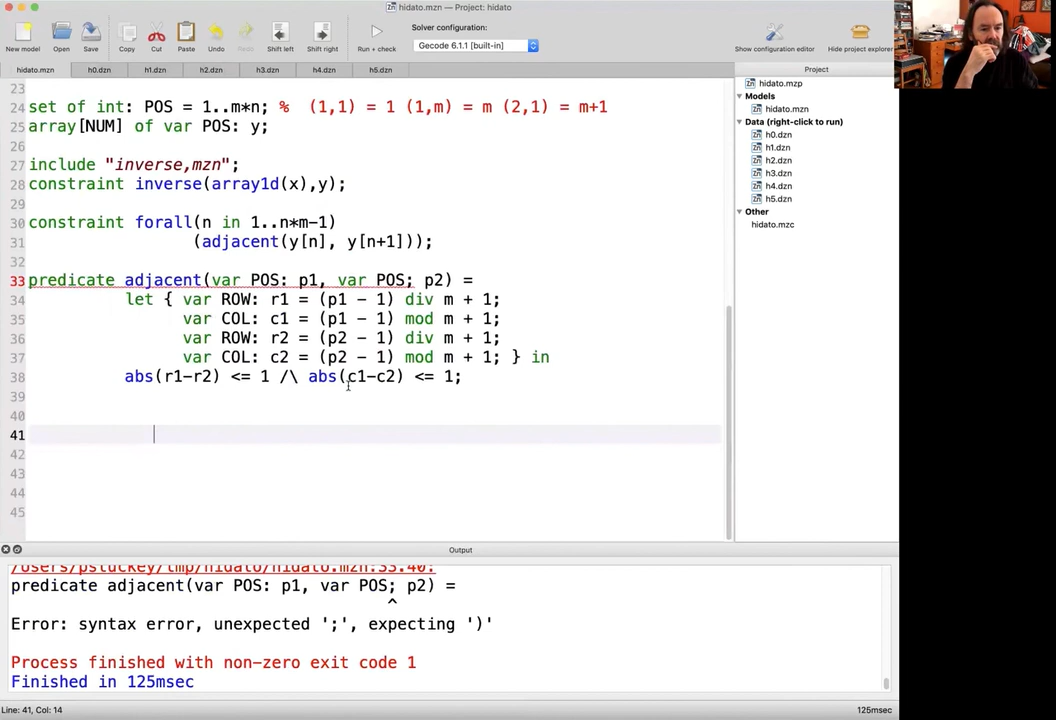 hidato.mzn — Project: hidato
New model
Open
Save
Copy
Cut
Paste
Undo
Redo
Shift left
Shift right
Run + check
Solver configuration:
Gecode 6.1.1 [built-in]
Show configuration editor
Hide project explorer
hidato.mzn
h0.dzn
h1.dzn
h2.dzn
h3.dzn
h4.dzn
h5.dzn
23
24 set of int: POS = 1..m*n; % (1,1) = 1 (1,m) = m (2,1) = m+1
25 array[NUM] of var POS: y;
26
27 include "inverse,mzn";
28 constraint inverse(array1d(x),y);
29
30 constraint forall(n in 1..n*m-1)
31 (adjacent(y[n], y[n+1]));
32
33 predicate adjacent(var POS: p1, var POS; p2) =
34 let { var ROW: r1 = (p1 - 1) div m + 1;
35 var COL: c1 = (p1 - 1) mod m + 1;
36 var ROW: r2 = (p2 - 1) div m + 1;
37 var COL: c2 = (p2 - 1) mod m + 1; } in
38 abs(r1-r2) <= 1 /\ abs(c1-c2) <= 1;
39
40
41
42
43
44
45
Project
hidato.mzp
Models
hidato.mzn
Data (right-click to run)
h0.dzn
h1.dzn
h2.dzn
h3.dzn
h4.dzn
h5.dzn
Other
hidato.mzc
Output
/Users/pstuckey/tmp/hidato/hidato.mzn:33.40:
predicate adjacent(var POS: p1, var POS; p2) =
^
Error: syntax error, unexpected ';', expecting ')'
Process finished with non-zero exit code 1
Finished in 125msec
Line: 41, Col: 14
125msec